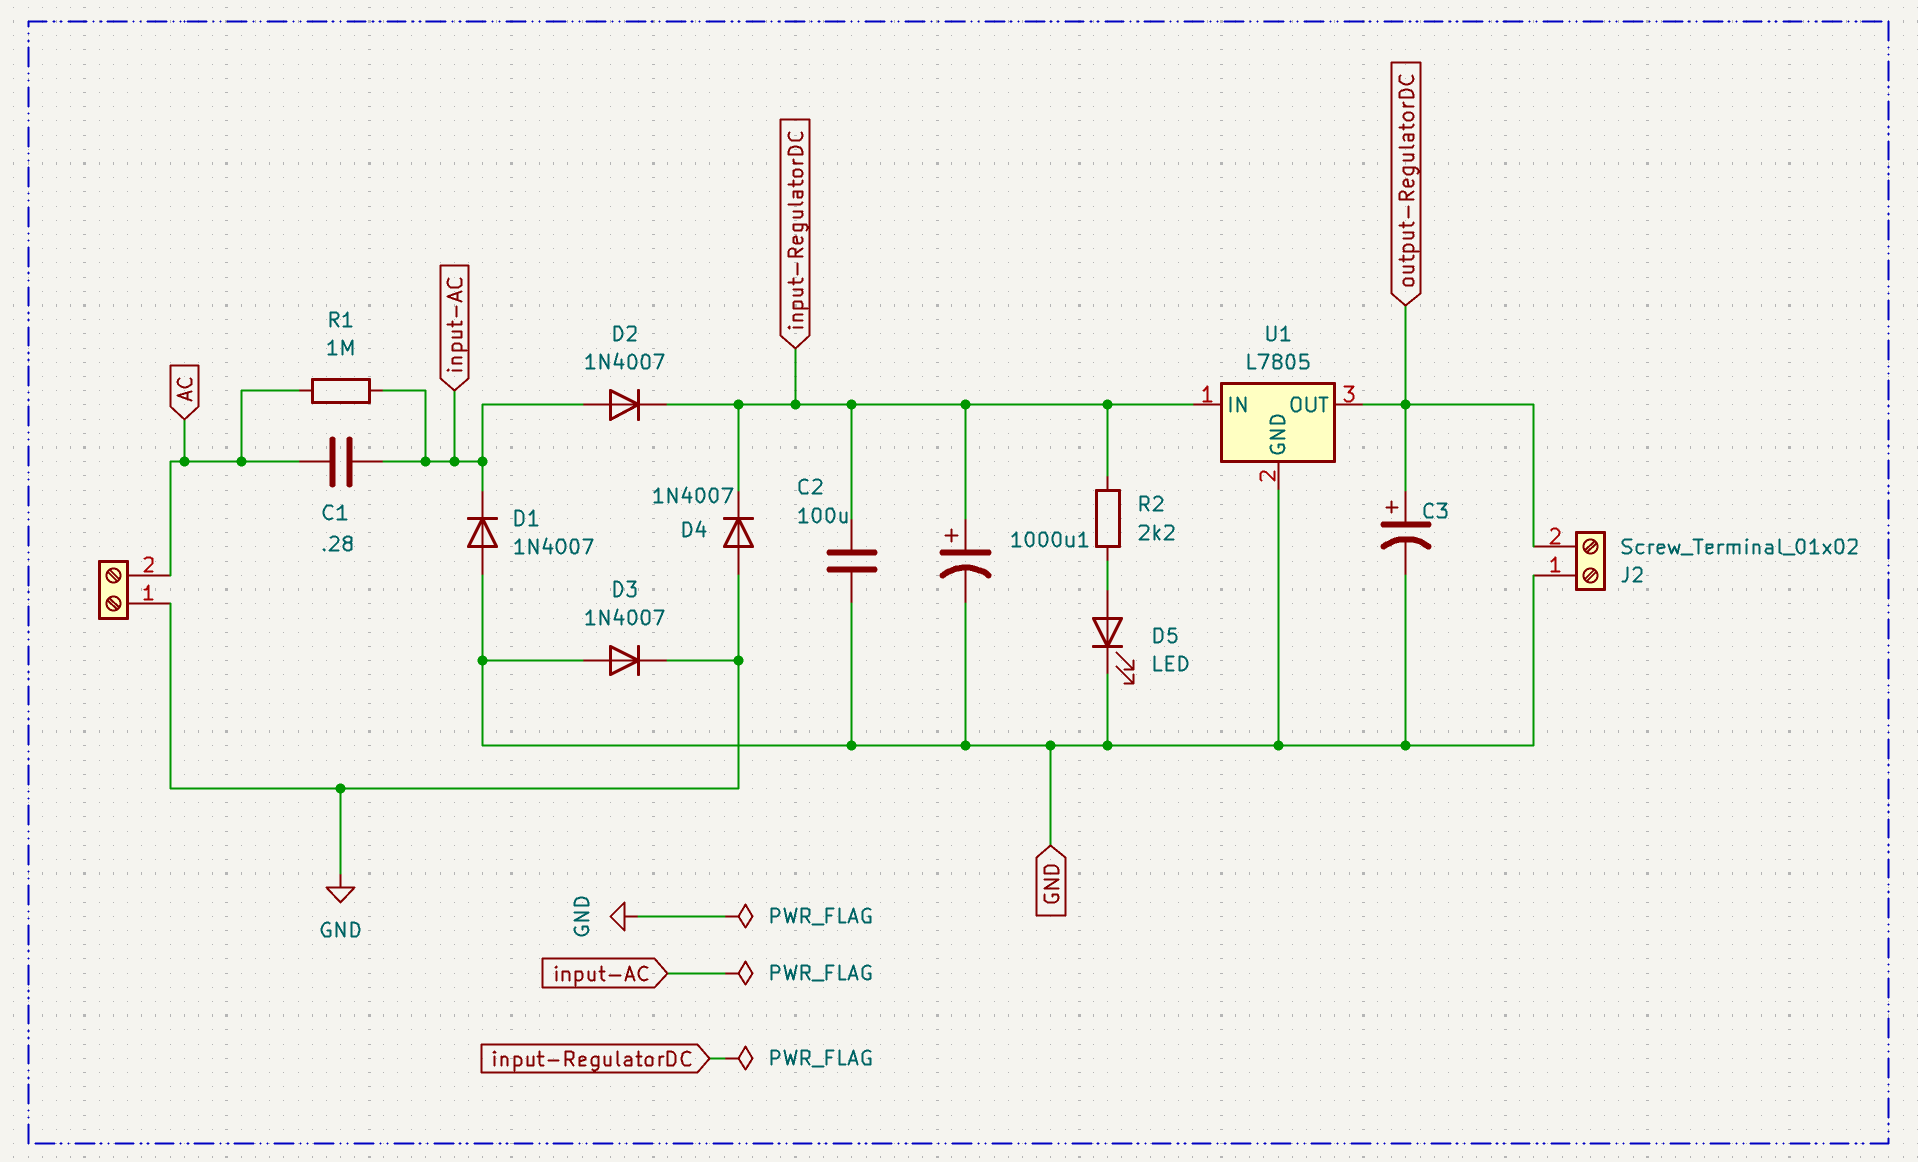 output-RegulatorDC
input-RegulatorDC
input-AC
R1
1M
D2
1N4007
U1
L7805
AC
1
IN
OUT
3
GND
2
C1
.28
D1
1N4007
1N4007
D4
C2
100u
1000u1
R2
2k2
C3
2
1
Screw_Terminal_01x02
J2
2
1
D3
1N4007
D5
LED
GND
GND
GND
PWR_FLAG
input-AC
PWR_FLAG
input-RegulatorDC
PWR_FLAG